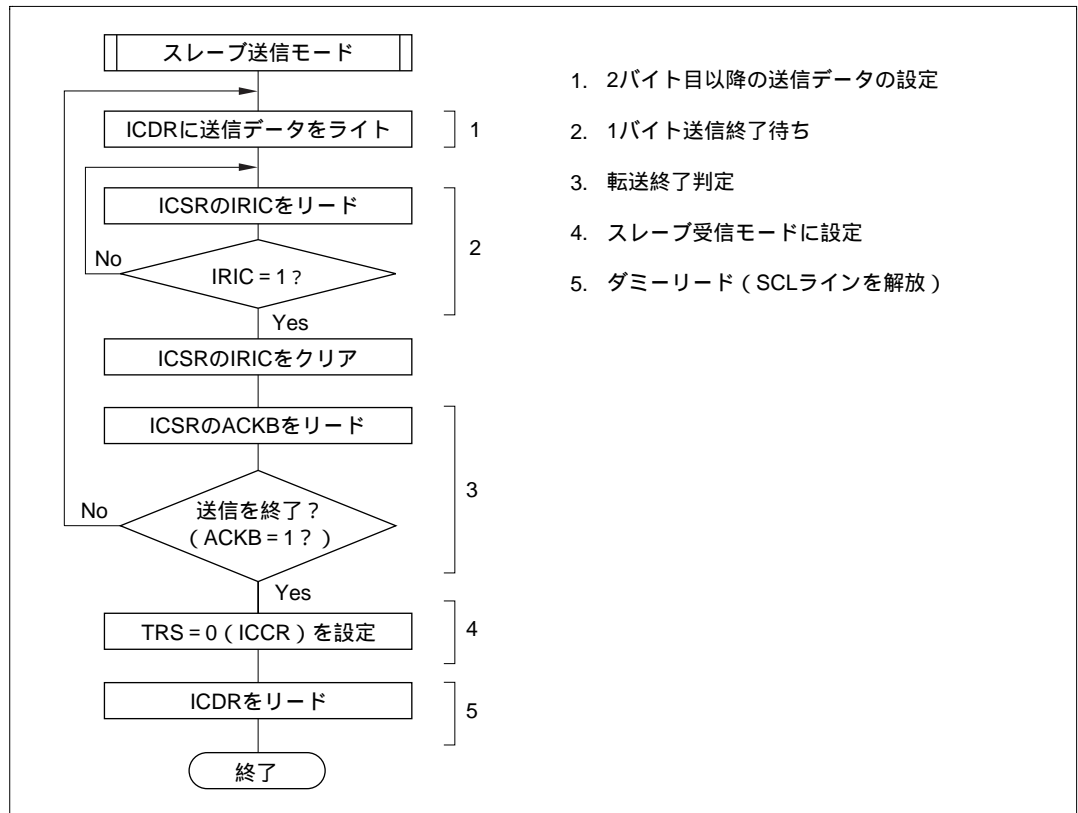 スレーブ送信モード
ICDRに送信データをライト
1
ICSRのIRICをリード
2
No
IRIC = 1?
Yes
ICSRのIRICをクリア
ICSRのACKBをリード
3
No
送信を終了?
(ACKB = 1?)
Yes
TRS = 0(ICCR)を設定
4
ICDRをリード
5
終了
1. 2バイト目以降の送信データの設定
2. 1バイト送信終了待ち
3. 転送終了判定
4. スレーブ受信モードに設定
5. ダミーリード(SCLラインを解放)